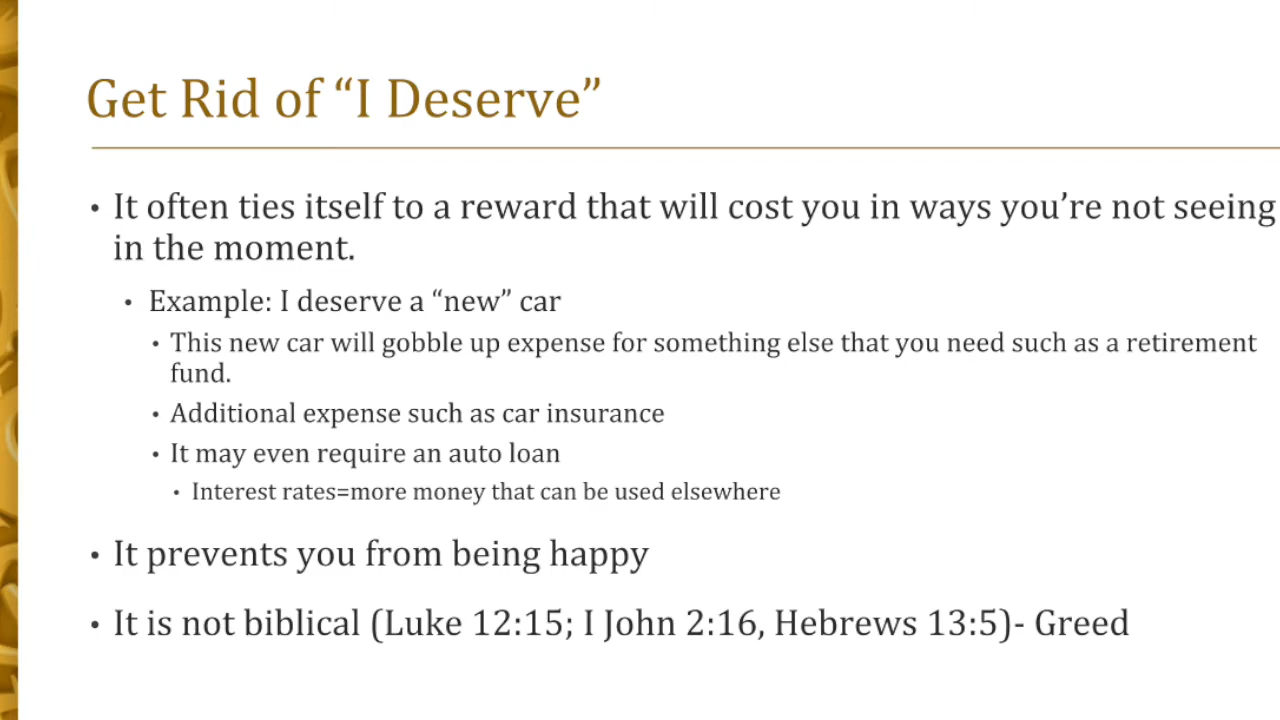 Get Rid of “I Deserve”
• It often ties itself to a reward that will cost you in ways you’re not seeing
in the moment.
• Example: I deserve a “new” car
• This new car will gobble up expense for something else that you need such as a retirement
fund.
• Additional expense such as car insurance
• It may even require an auto loan
• Interest rates=more money that can be used elsewhere
• It prevents you from being happy
• It is not biblical (Luke 12:15; I John 2:16, Hebrews 13:5)- Greed